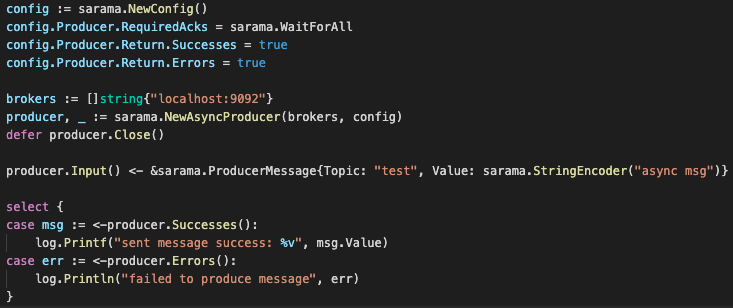 config := sarama.NewConfig()
config.Producer.RequiredAcks = sarama.WaitForAll
config.Producer.Return.Successes = true
config.Producer.Return.Errors = true
brokers := []string{"localhost:9092"}
producer, _ := sarama.NewAsyncProducer(brokers, config)
defer producer.Close()
producer.Input() <- &sarama.ProducerMessage{Topic: "test", Value: sarama.StringEncoder("async msg")}
select {
case msg := <-producer.Successes():
    log.Printf("sent message success: %v", msg.Value)
case err := <-producer.Errors():
    log.Println("failed to produce message", err)
}